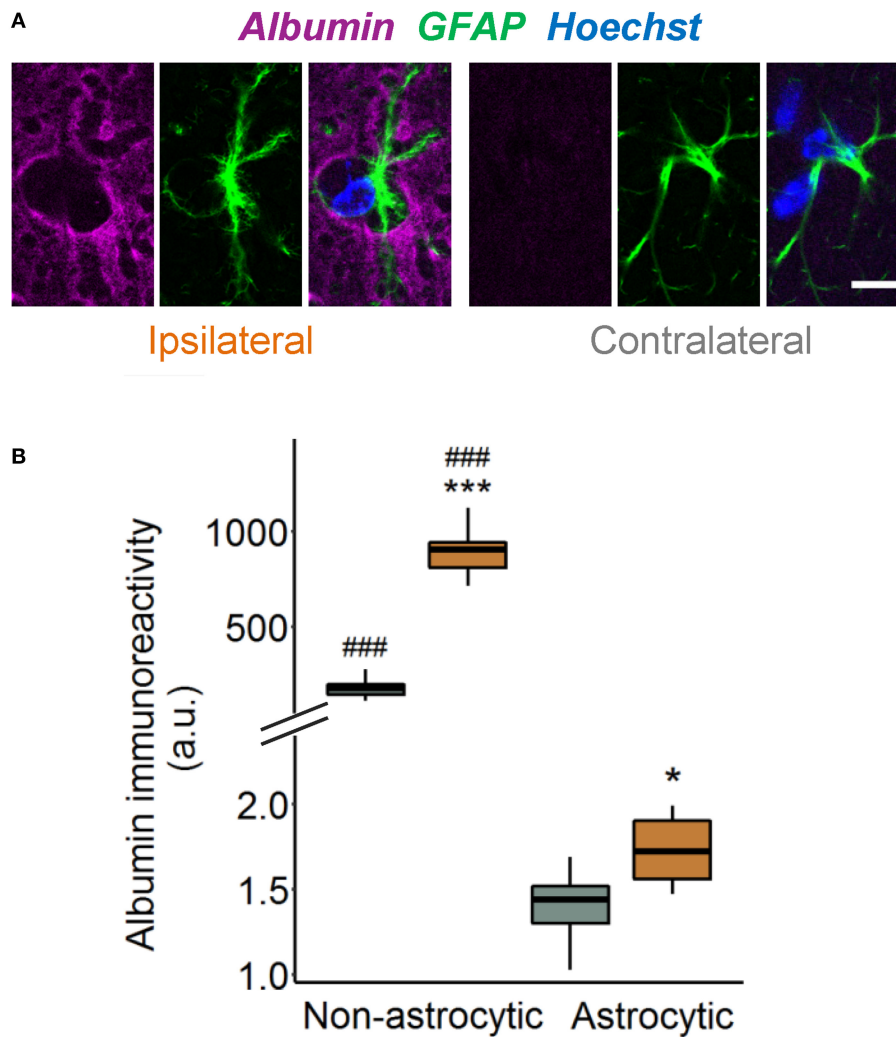 A
Albumin GFAP Hoechst
Ipsilateral
Contralateral
B
Albumin immunoreactivity
(a.u.)
###
***
1000
500
###
2.0
*
1.5
1.0
Non-astrocytic
Astrocytic